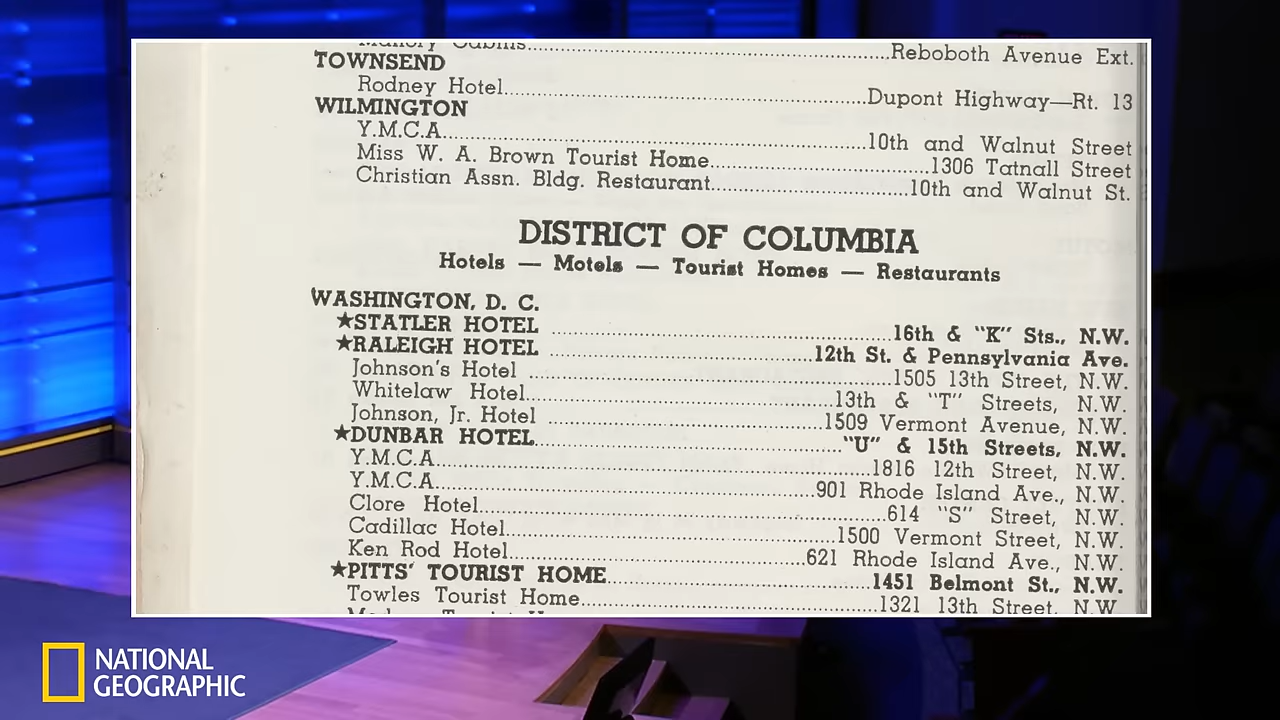 Mallory Cabins..........Reboboth Avenue Ext.
TOWNSEND
Rodney Hotel..........Dupont Highway—Rt. 13
WILMINGTON
Y.M.C.A..........10th and Walnut Street
Miss W. A. Brown Tourist Home..........1306 Tatnall Street
Christian Assn. Bldg. Restaurant..........10th and Walnut St.
DISTRICT OF COLUMBIA
Hotels — Motels — Tourist Homes — Restaurants
WASHINGTON, D. C.
★STATLER HOTEL ..........16th & "K" Sts., N.W.
★RALEIGH HOTEL ..........12th St. & Pennsylvania Ave.
Johnson's Hotel ..........1505 13th Street, N.W.
Whitelaw Hotel..........13th & "T" Streets, N.W.
Johnson, Jr. Hotel ..........1509 Vermont Avenue, N.W.
★DUNBAR HOTEL.........."U" & 15th Streets, N.W.
Y.M.C.A..........1816 12th Street, N.W.
Y.M.C.A..........901 Rhode Island Ave., N.W.
Clore Hotel..........614 "S" Street, N.W.
Cadillac Hotel..........1500 Vermont Street, N.W.
Ken Rod Hotel..........621 Rhode Island Ave., N.W.
★PITTS' TOURIST HOME..........1451 Belmont St., N.W.
Towles Tourist Home..........1321 13th Street, N.W.
NATIONAL
GEOGRAPHIC